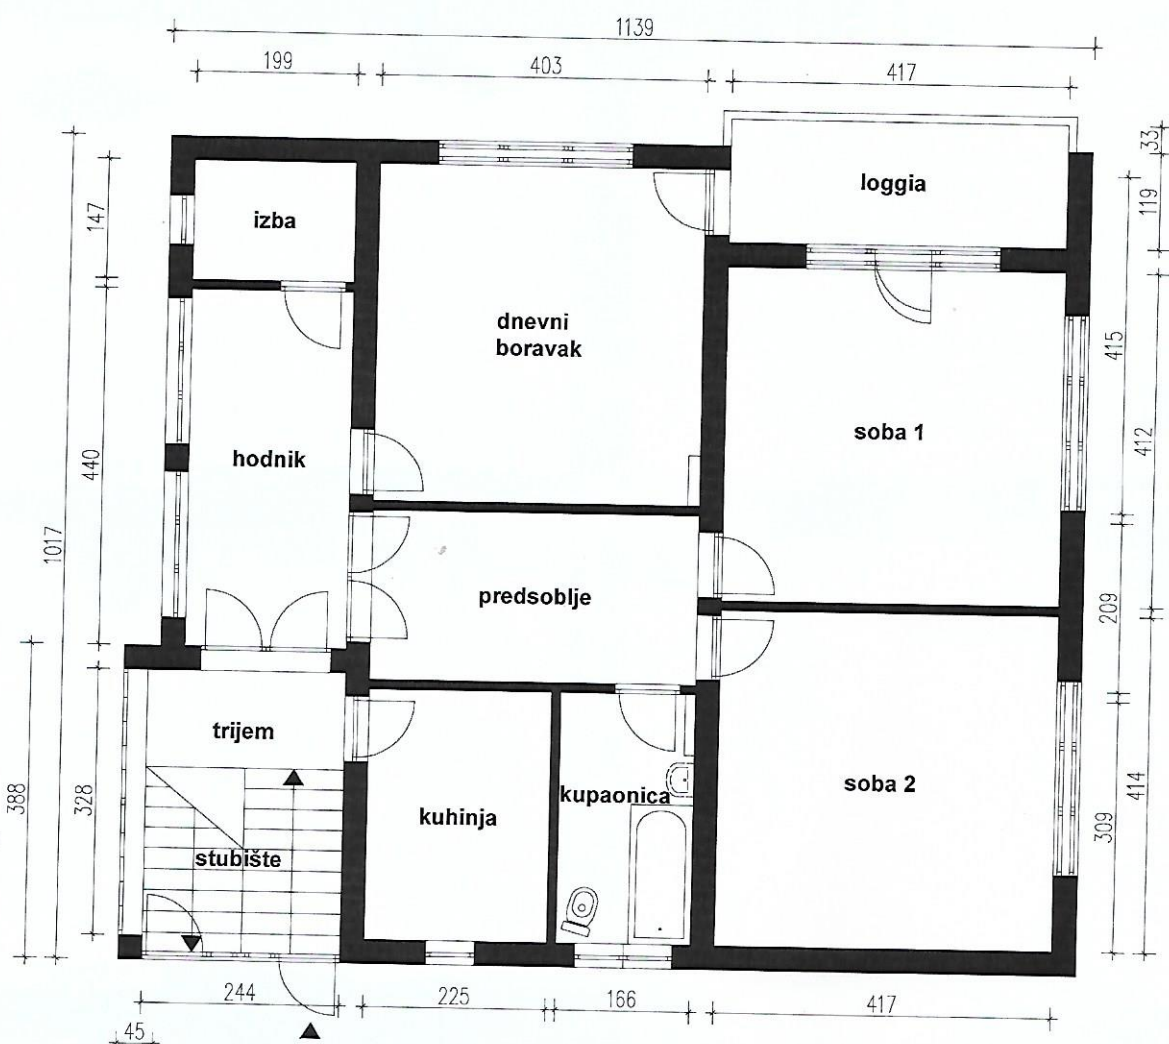 1139
199
403
417
33
119
147
izba
loggia
dnevni
boravak
415
412
440
hodnik
soba 1
1017
predsoblje
209
trijem
388
328
kuhinja
kupaonica
soba 2
309
414
stubište
244
225
166
417
45